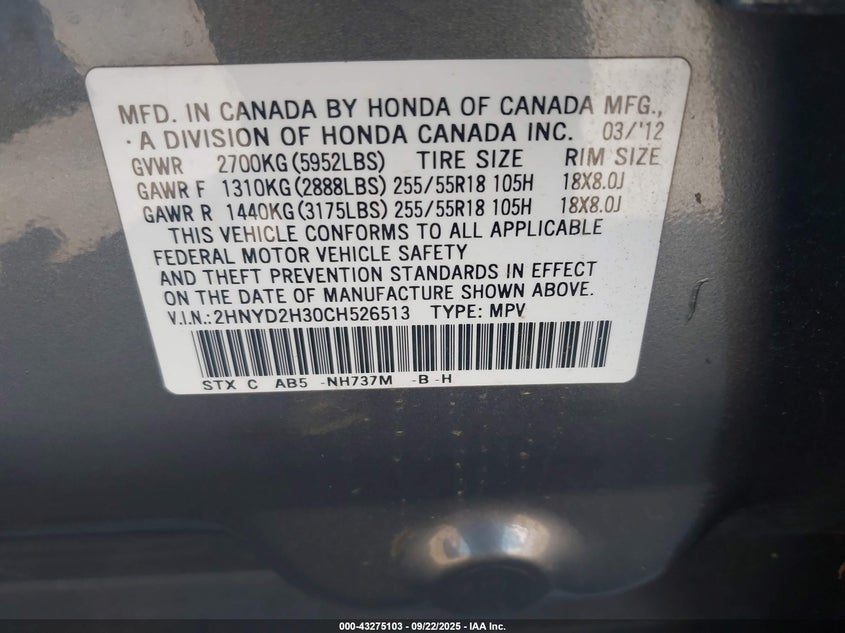 MFD. IN CANADA BY HONDA OF CANADA MFG.,
·A DIVISION OF HONDA CANADA INC. 03/'12
GVWR 2700KG(5952LBS) TIRE SIZE RIM SIZE
GAWR F 1310KG(2888LBS) 255/55R18 105H 18X8.0J
GAWR R 1440KG(3175LBS) 255/55R18 105H 18X8.0J
THIS VEHICLE CONFORMS TO ALL APPLICABLE
FEDERAL MOTOR VEHICLE SAFETY
AND THEFT PREVENTION STANDARDS IN EFFECT
ON THE DATE OF MANUFACTURE SHOWN ABOVE.
V.I.N.:2HNYD2H30CH526513 TYPE: MPV
STX C AB5 -NH737M -B -H
000-43275103 - 09/22/2025 - IAA Inc.